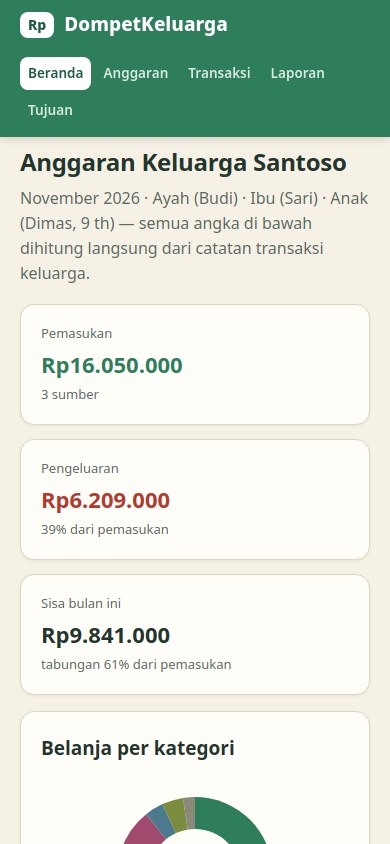 Rp DompetKeluarga
Beranda Anggaran Transaksi Laporan
Tujuan
Anggaran Keluarga Santoso
November 2026 · Ayah (Budi) · Ibu (Sari) · Anak
(Dimas, 9 th) — semua angka di bawah
dihitung langsung dari catatan transaksi
keluarga.
Pemasukan
Rp16.050.000
3 sumber
Pengeluaran
Rp6.209.000
39% dari pemasukan
Sisa bulan ini
Rp9.841.000
tabungan 61% dari pemasukan
Belanja per kategori